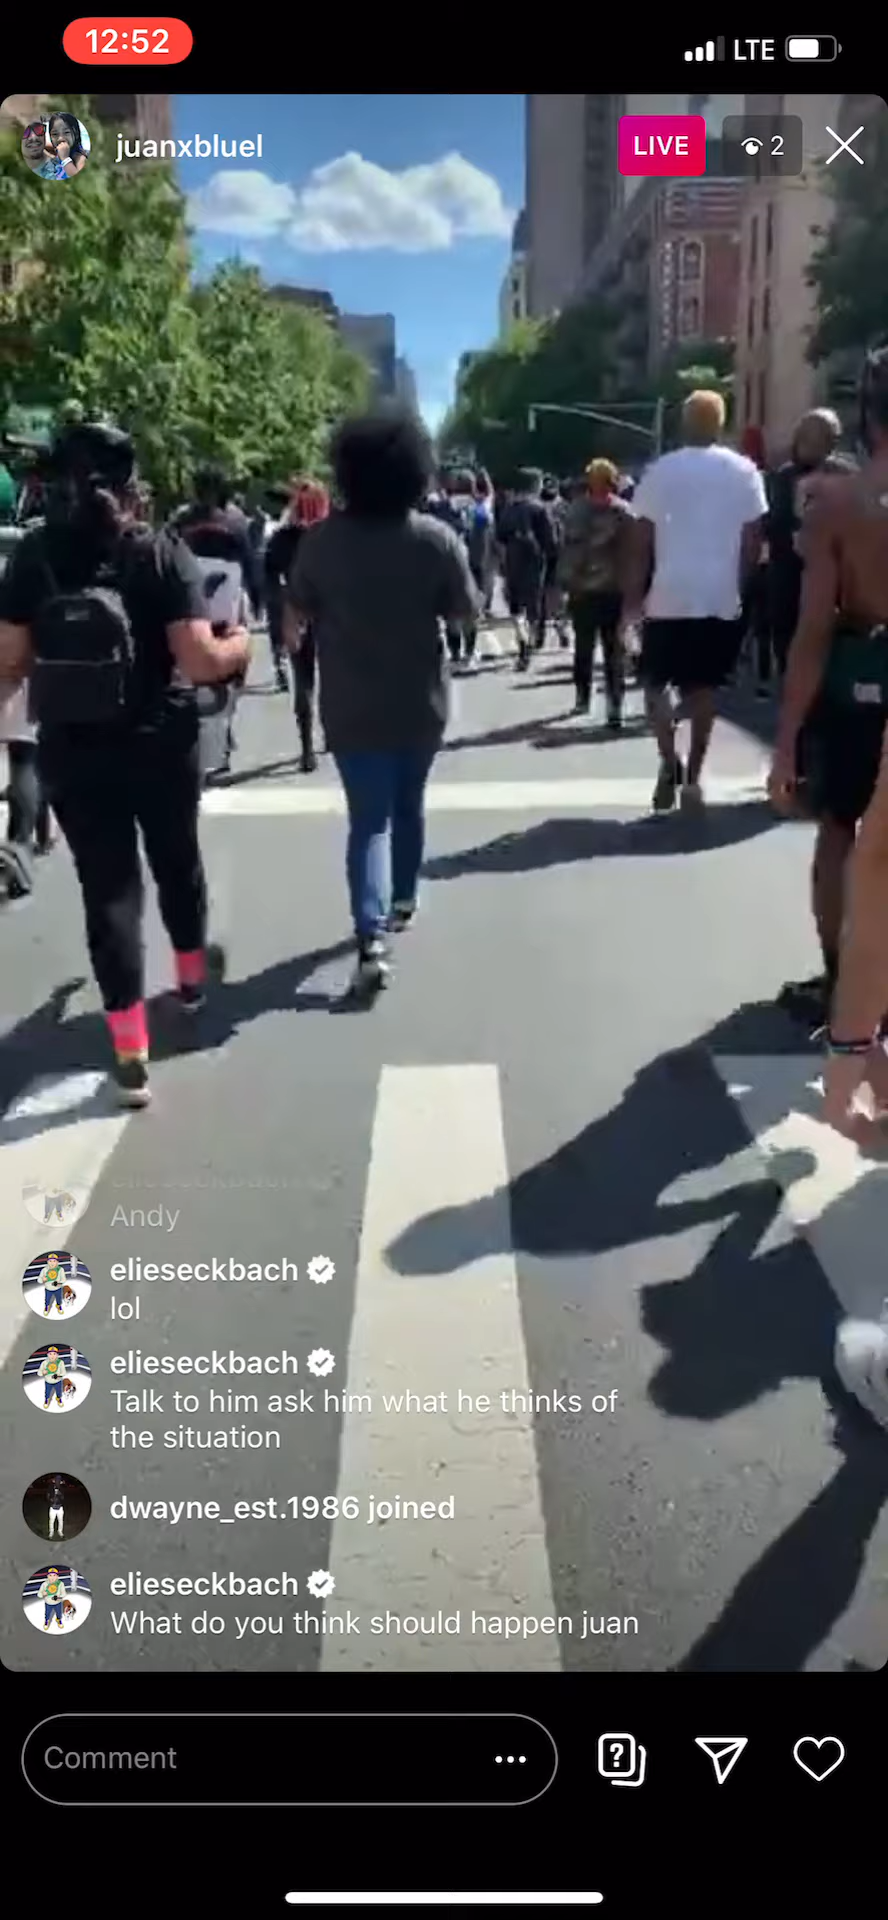 12:52
LTE
juanxbluel
LIVE
2
Andy
elieseckbach
lol
elieseckbach
Talk to him ask him what he thinks of
the situation
dwayne_est.1986 joined
elieseckbach
What do you think should happen juan
Comment